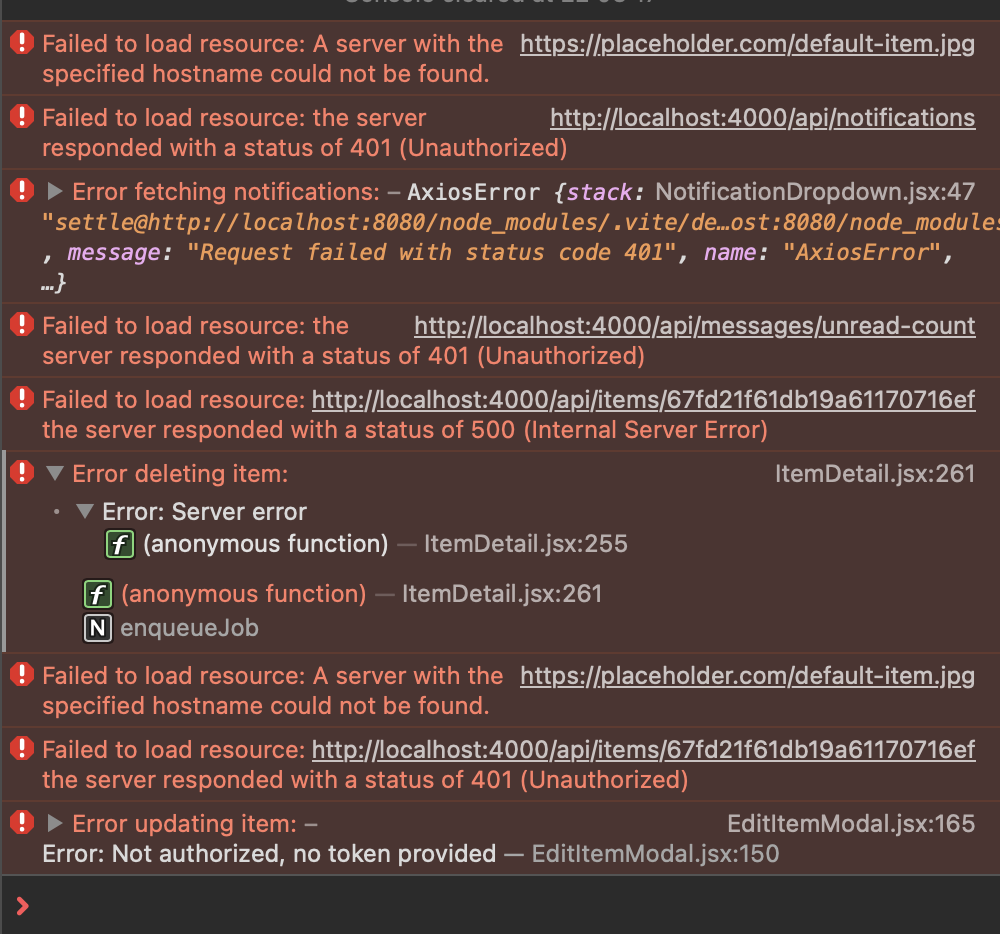 Failed to load resource: A server with the https://placeholder.com/default-item.jpg
specified hostname could not be found.
Failed to load resource: the server http://localhost:4000/api/notifications
responded with a status of 401 (Unauthorized)
Error fetching notifications: – AxiosError {stack: NotificationDropdown.jsx:47
"settle@http://localhost:8080/node_modules/.vite/de…ost:8080/node_modules
, message: "Request failed with status code 401", name: "AxiosError",
…}
Failed to load resource: the http://localhost:4000/api/messages/unread-count
server responded with a status of 401 (Unauthorized)
Failed to load resource: http://localhost:4000/api/items/67fd21f61db19a61170716ef
the server responded with a status of 500 (Internal Server Error)
Error deleting item: ItemDetail.jsx:261
Error: Server error
f (anonymous function) — ItemDetail.jsx:255
f (anonymous function) — ItemDetail.jsx:261
N enqueueJob
Failed to load resource: A server with the https://placeholder.com/default-item.jpg
specified hostname could not be found.
Failed to load resource: http://localhost:4000/api/items/67fd21f61db19a61170716ef
the server responded with a status of 401 (Unauthorized)
Error updating item: – EditItemModal.jsx:165
Error: Not authorized, no token provided — EditItemModal.jsx:150